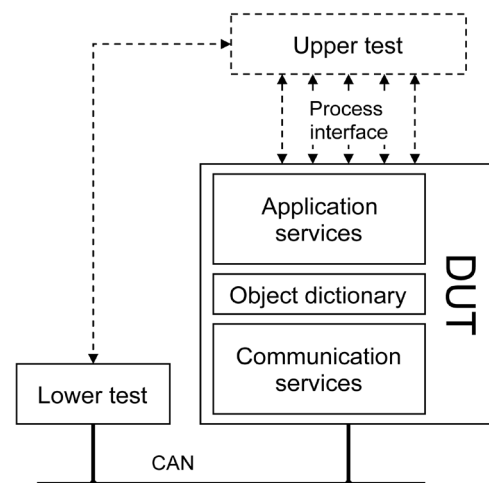 Upper test
Process
interface
Application
services
DUT
Object dictionary
Communication
services
Lower test
CAN